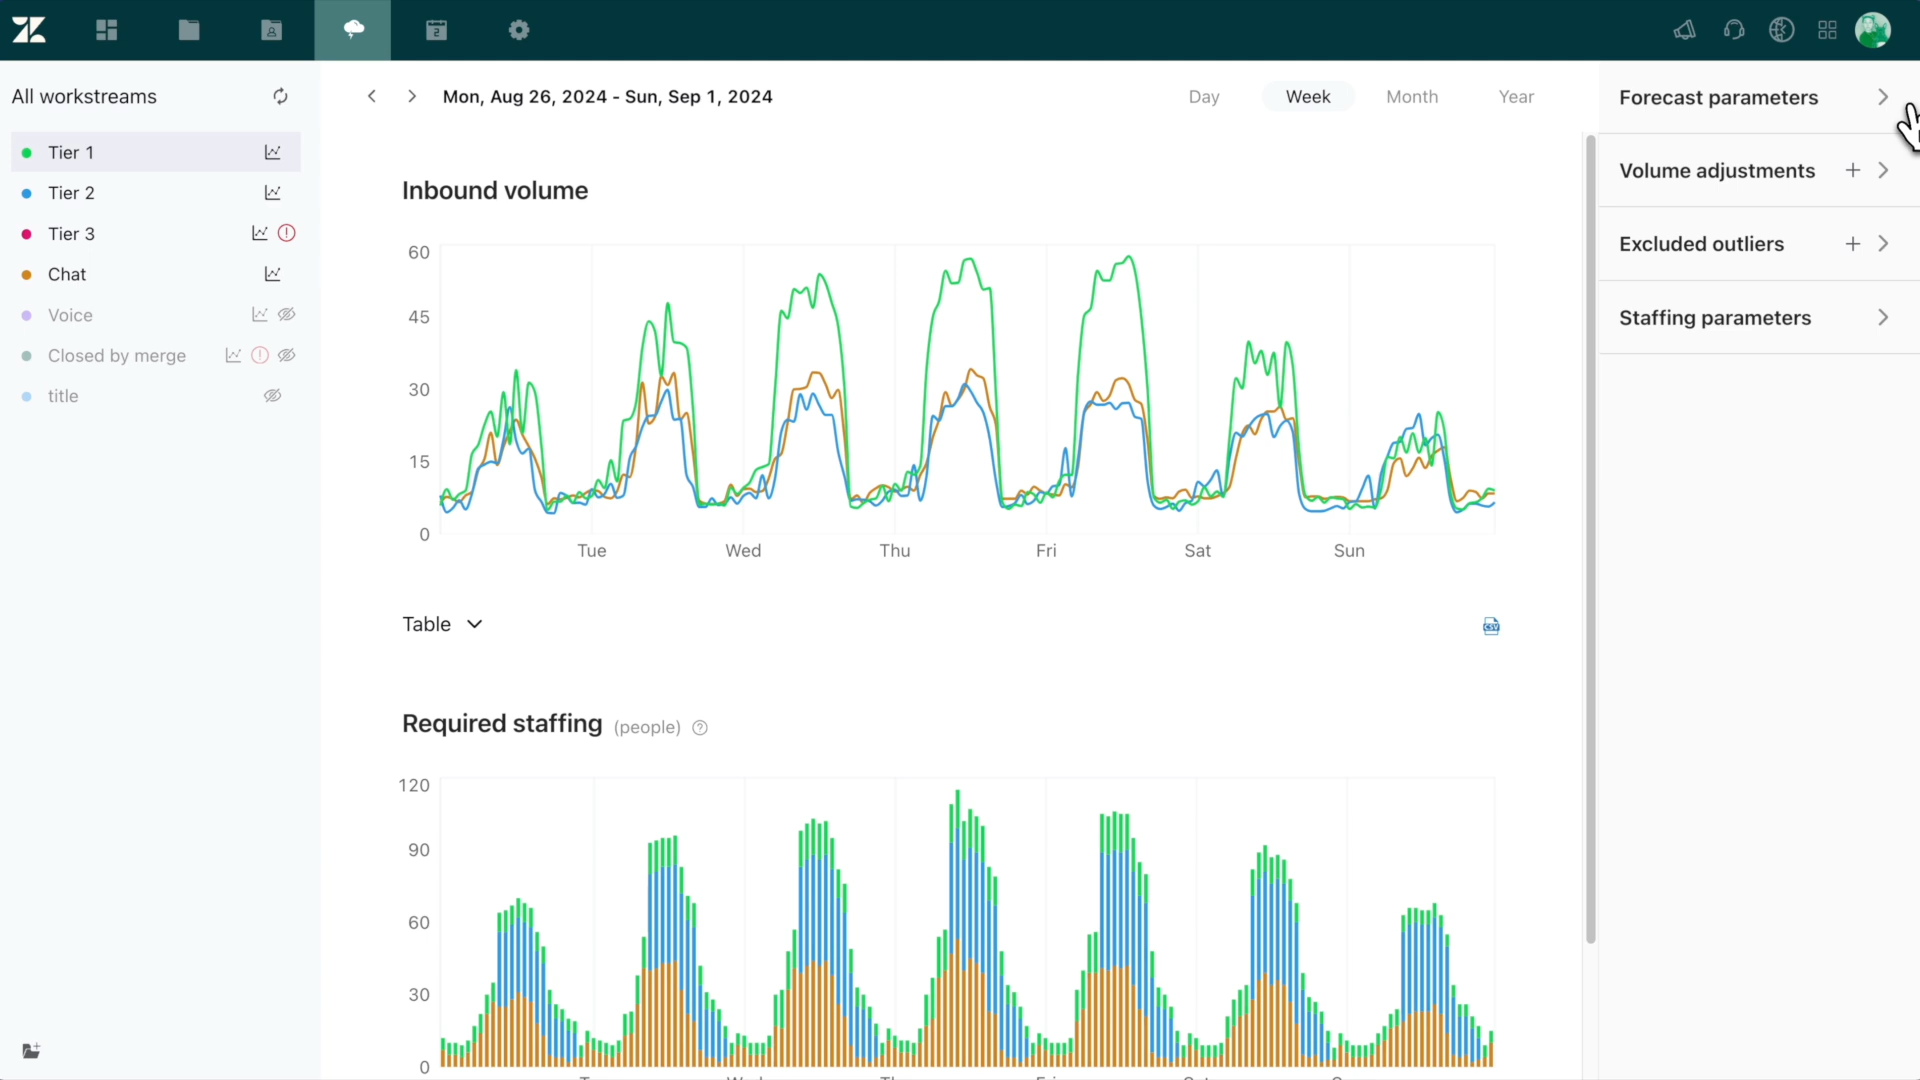 2
All workstreams
Mon, Aug 26, 2024 - Sun, Sep 1, 2024
Day
Week
Month
Year
Tier 1
Tier 2
Tier 3
Chat
Voice
Closed by merge
title
Inbound volume
60
45
30
15
0
Tue
Wed
Thu
Fri
Sat
Sun
Table
CSV
Required staffing (people)
120
90
60
30
0
Forecast parameters
Volume adjustments
Excluded outliers
Staffing parameters